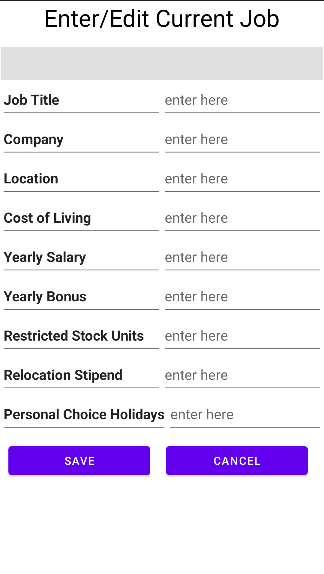 Enter/Edit Current Job
Job Title enter here
Company enter here
Location enter here
Cost of Living enter here
Yearly Salary enter here
Yearly Bonus enter here
Restricted Stock Units enter here
Relocation Stipend enter here
Personal Choice Holidays enter here
SAVE CANCEL